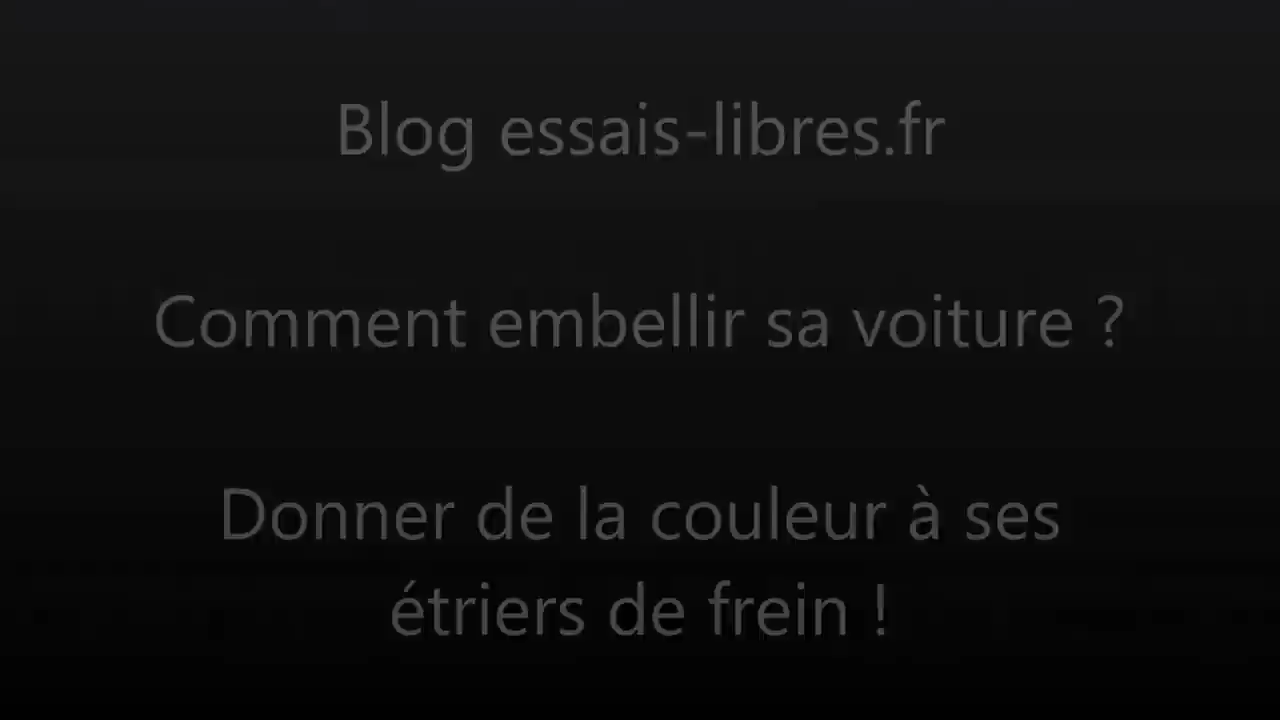 Blog essais-libres.fr
Comment embellir sa voiture ?
Donner de la couleur à ses
étriers de frein !